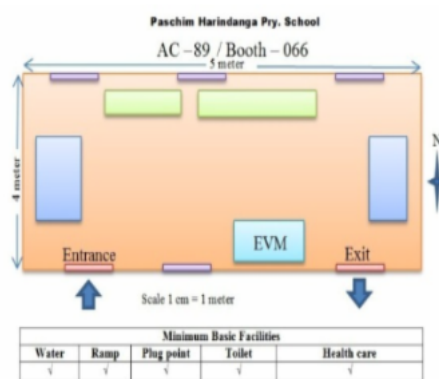 Paschim Harindanga Pry. School
AC –89 / Booth – 066
5 meter
4 meter
N
EVM
Entrance
Exit
Scale 1 cm = 1 meter
Minimum Basic Facilities
Water Ramp Plug point Toilet Health care
√ √ √ √ √